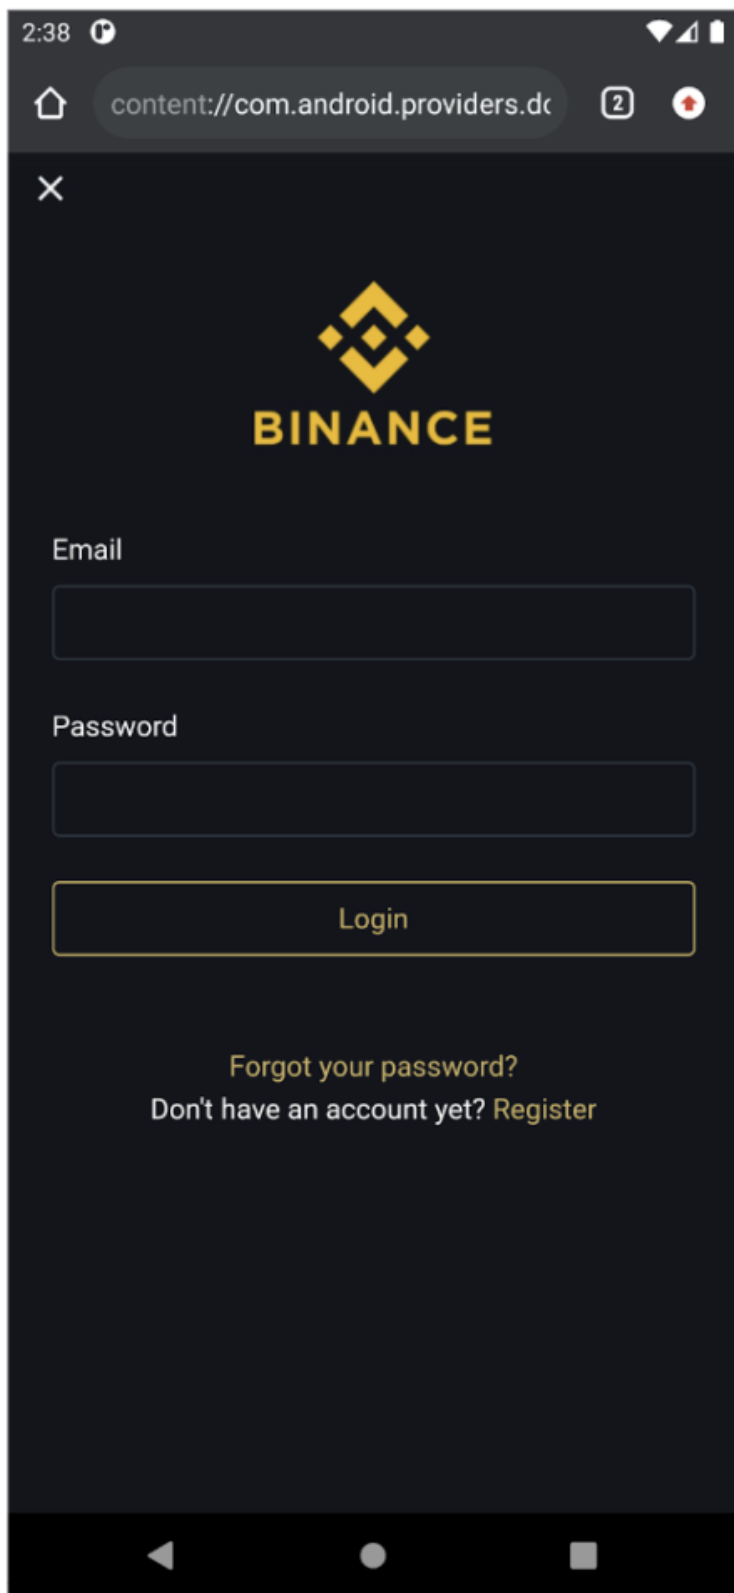 2:38
content://com.android.providers.dc
2
BINANCE
Email
Password
Login
Forgot your password?
Don't have an account yet? Register